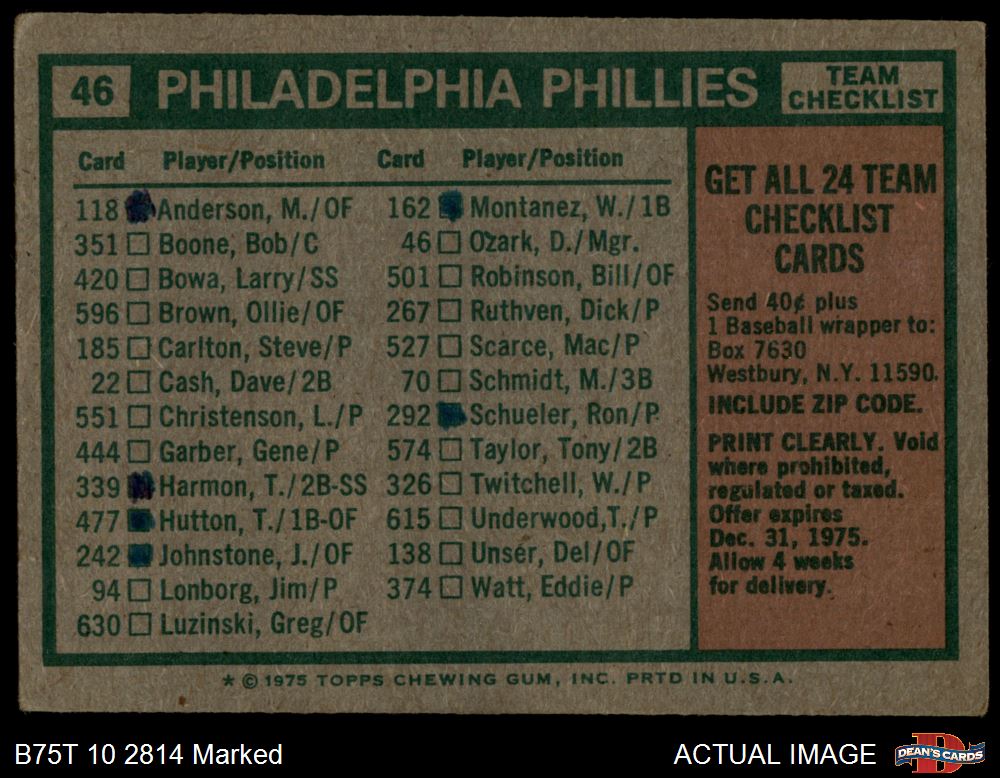 46 PHILADELPHIA PHILLIES TEAM CHECKLIST
Card Player/Position Card Player/Position
118 Anderson, M./OF
351 Boone, Bob/C
420 Bowa, Larry/SS
596 Brown, Ollie/OF
185 Carlton, Steve/P
22 Cash, Dave/2B
551 Christenson, L./P
444 Garber, Gene/P
339 Harmon, T./2B-SS
477 Hutton, T./1B-OF
242 Johnstone, J./OF
94 Lonborg, Jim/P
630 Luzinski, Greg/OF
162 Montanez, W./1B
46 Ozark, D./Mgr.
501 Robinson, Bill/OF
267 Ruthven, Dick/P
527 Scarce, Mac/P
70 Schmidt, M./3B
292 Schueler, Ron/P
574 Taylor, Tony/2B
326 Twitchell, W./P
615 Underwood,T./P
138 Unser, Del/OF
374 Watt, Eddie/P
GET ALL 24 TEAM
CHECKLIST
CARDS
Send 40¢ plus
1 Baseball wrapper to:
Box 7630
Westbury, N.Y. 11590.
INCLUDE ZIP CODE.
PRINT CLEARLY. Void
where prohibited,
regulated or taxed.
Offer expires
Dec. 31, 1975.
Allow 4 weeks
for delivery.
* © 1975 TOPPS CHEWING GUM, INC. PRTD IN U.S.A.
B75T 10 2814 Marked
ACTUAL IMAGE
DEAN'S CARDS